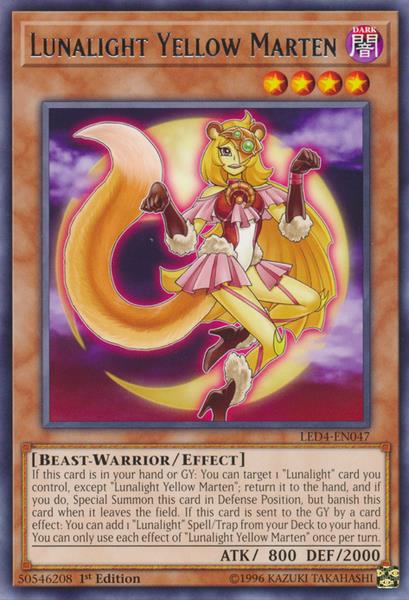 LUNALIGHT YELLOW MARTEN
DARK
闇
LED4-EN047
[BEAST-WARRIOR/EFFECT]
If this card is in your hand or GY: You can target 1 "Lunalight" card you
control, except "Lunalight Yellow Marten"; return it to the hand, and if
you do, Special Summon this card in Defense Position, but banish this
card when it leaves the field. If this card is sent to the GY by a card
effect: You can add 1 "Lunalight" Spell/Trap from your Deck to your hand.
You can only use each effect of "Lunalight Yellow Marten" once per turn.
ATK/ 800 DEF/2000
50546208 1st Edition ©1996 KAZUKI TAKAHASHI